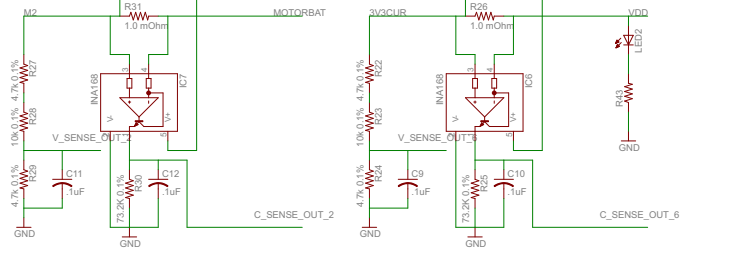 M2
R31
1.0 mOhm
MOTORBAT
R27
4.7k 0.1%
R28
10k 0.1%
R29
4.7k 0.1%
INA168
IC7
3
4
V-
V+
1
5
V_SENSE_OUT_2
C11
.1uF
R30
73.2K 0.1%
C12
.1uF
C_SENSE_OUT_2
GND
GND
3V3CUR
R26
1.0 mOhm
VDD
LED2
R43
GND
R22
4.7k 0.1%
R23
10k 0.1%
R24
4.7k 0.1%
INA168
IC6
3
4
V-
V+
1
5
V_SENSE_OUT_6
C9
.1uF
R25
73.2K 0.1%
C10
.1uF
C_SENSE_OUT_6
GND
GND